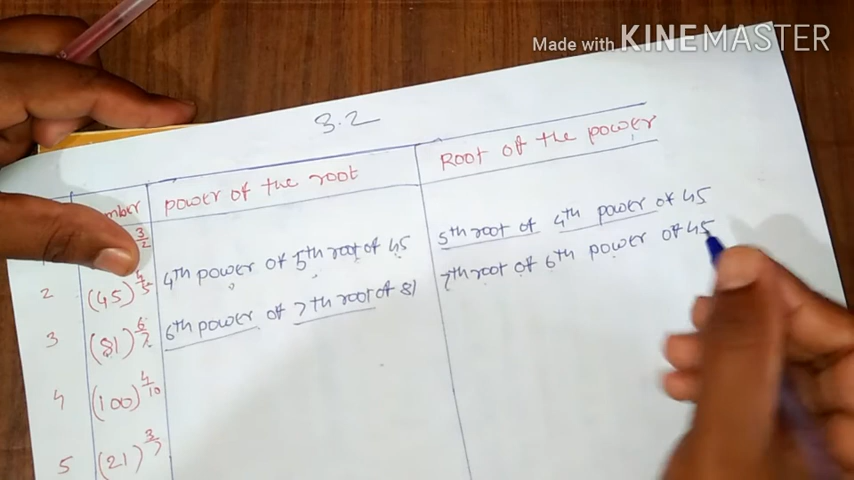 Made with KINEMASTER
3.2
mber power of the root Root of the power
3/2
2 (45)^4/5 4th power of 5th root of 45 5th root of 4th power of 45
3 (81)^6/7 6th power of 7th root of 81 7th root of 6th power of 45
4 (100)^4/10
5 (21)^3/7